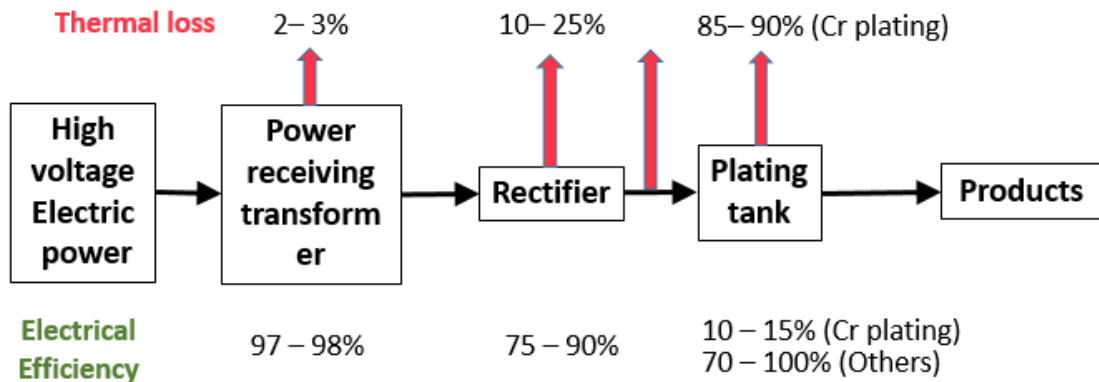 Thermal loss
2– 3%
10– 25%
85– 90% (Cr plating)
High
voltage
Electric
power
Power
receiving
transform
er
Rectifier
Plating
tank
Products
Electrical
Efficiency
97 – 98%
75 – 90%
10 – 15% (Cr plating)
70 – 100% (Others)